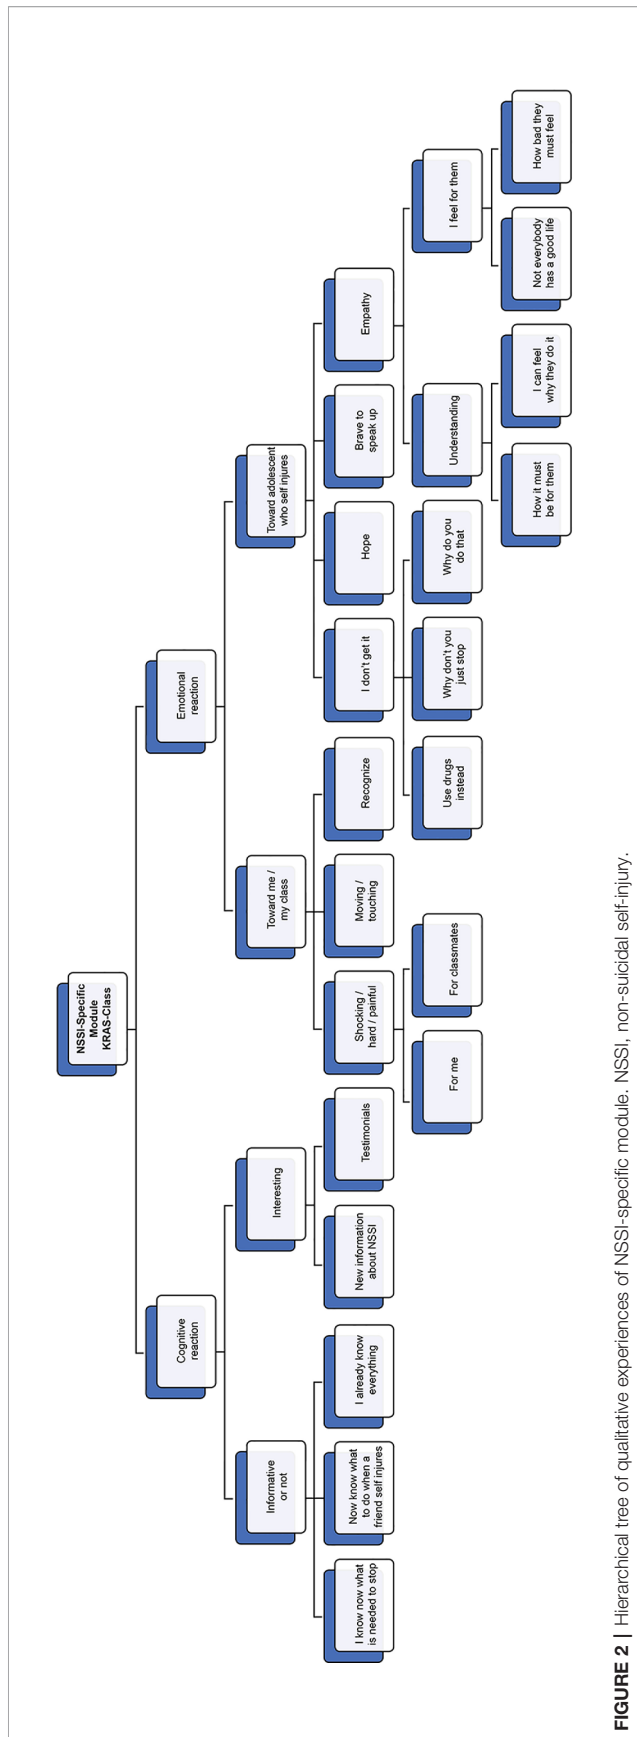 NSSI-Specific
Module
KRAS-Class
Cognitive
reaction
Emotional
reaction
Informative
or not
Interesting
Toward me /
my class
Toward adolescent
who self injures
I know now what
is needed to stop
Now know what
to do when a
friend self injures
I already know
everything
New information
about NSSI
Testimonials
Shocking /
hard / painful
Moving /
touching
Recognize
I don't get it
Hope
Brave to
speak up
Empathy
For me
For classmates
Use drugs
instead
Why don't you
just stop
Why do you
do that
Understanding
I feel for them
How it must
be for them
I can feel
why they do it
Not everybody
has a good life
How bad they
must feel
FIGURE 2 | Hierarchical tree of qualitative experiences of NSSI-specific module. NSSI, non-suicidal self-injury.